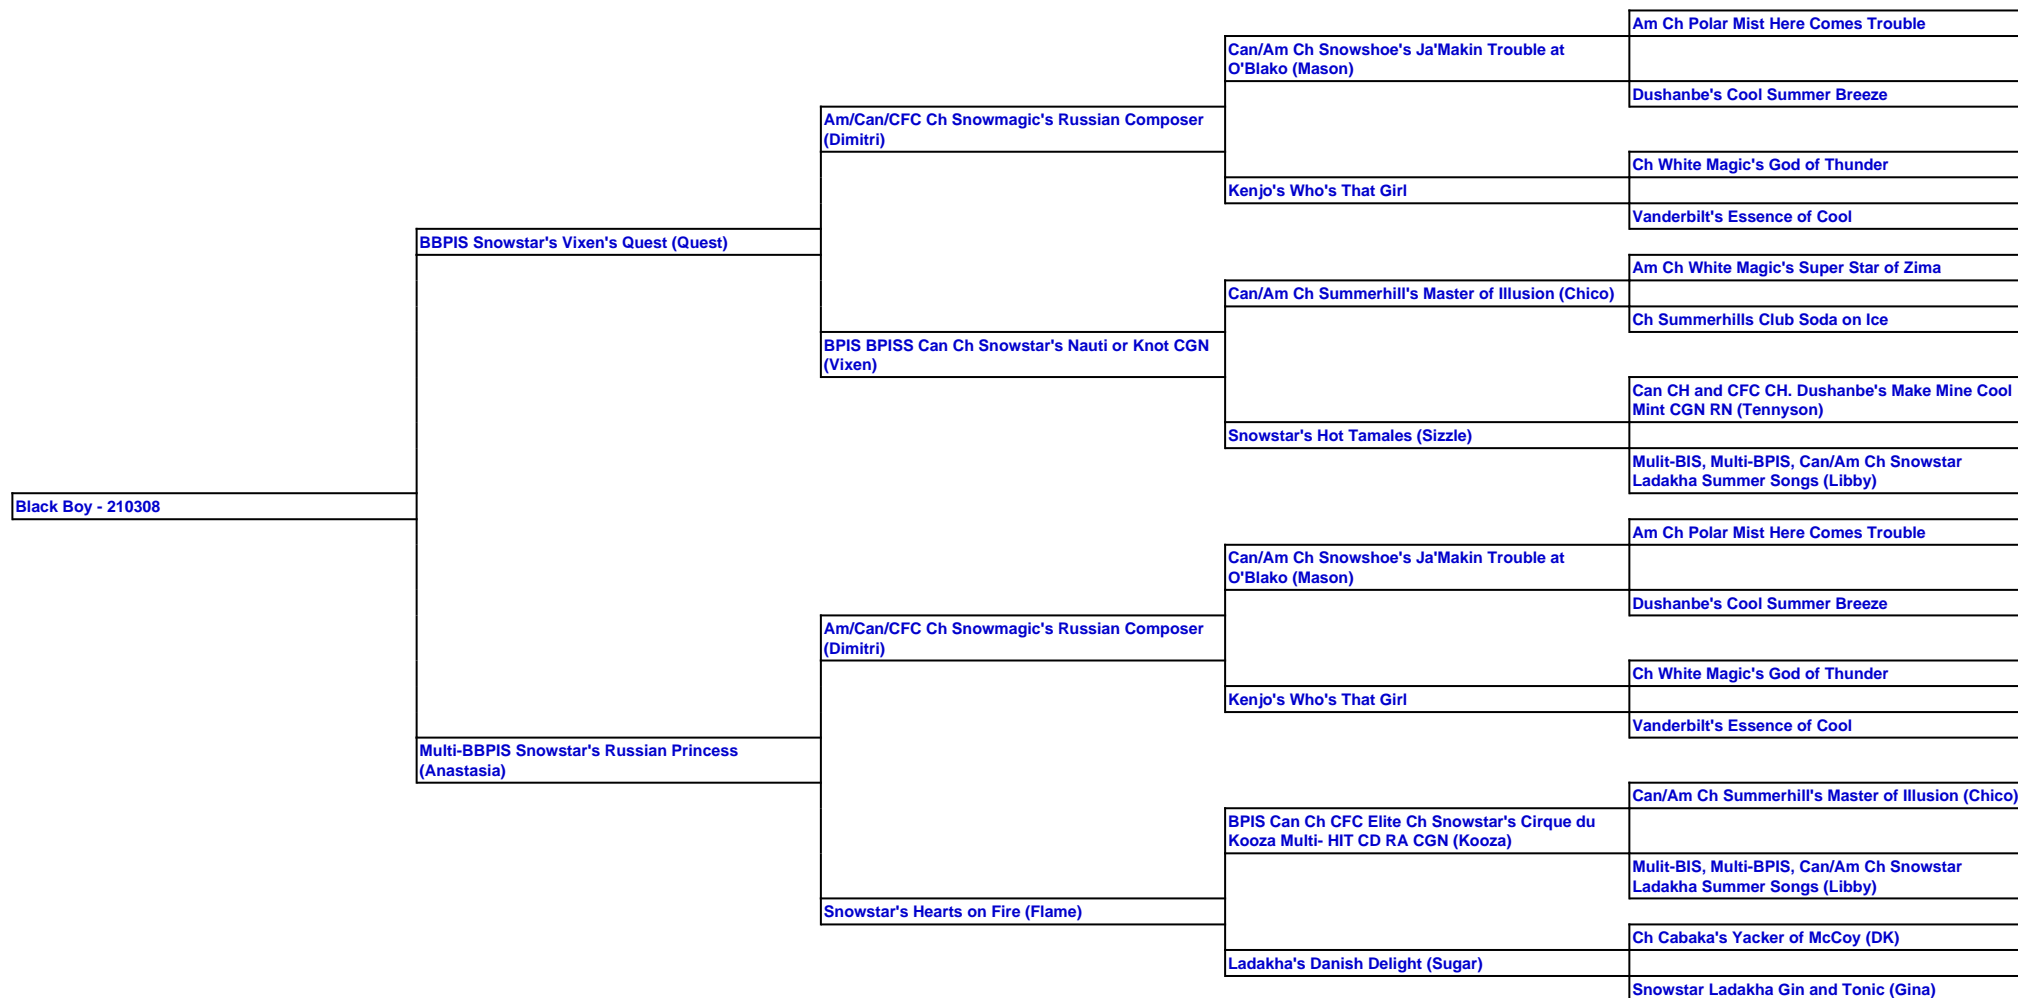 Am Ch Polar Mist Here Comes Trouble
Can/Am Ch Snowshoe's Ja'Makin Trouble at
O'Blako (Mason)
Dushanbe's Cool Summer Breeze
Am/Can/CFC Ch Snowmagic's Russian Composer
(Dimitri)
Ch White Magic's God of Thunder
Kenjo's Who's That Girl
Vanderbilt's Essence of Cool
BBPIS Snowstar's Vixen's Quest (Quest)
Am Ch White Magic's Super Star of Zima
Can/Am Ch Summerhill's Master of Illusion (Chico)
Ch Summerhills Club Soda on Ice
BPIS BPISS Can Ch Snowstar's Nauti or Knot CGN
(Vixen)
Can CH and CFC CH. Dushanbe's Make Mine Cool
Mint CGN RN (Tennyson)
Snowstar's Hot Tamales (Sizzle)
Mulit-BIS, Multi-BPIS, Can/Am Ch Snowstar
Ladakha Summer Songs (Libby)
Black Boy - 210308
Am Ch Polar Mist Here Comes Trouble
Can/Am Ch Snowshoe's Ja'Makin Trouble at
O'Blako (Mason)
Dushanbe's Cool Summer Breeze
Am/Can/CFC Ch Snowmagic's Russian Composer
(Dimitri)
Ch White Magic's God of Thunder
Kenjo's Who's That Girl
Vanderbilt's Essence of Cool
Multi-BBPIS Snowstar's Russian Princess
(Anastasia)
Can/Am Ch Summerhill's Master of Illusion (Chico)
BPIS Can Ch CFC Elite Ch Snowstar's Cirque du
Kooza Multi- HIT CD RA CGN (Kooza)
Mulit-BIS, Multi-BPIS, Can/Am Ch Snowstar
Ladakha Summer Songs (Libby)
Snowstar's Hearts on Fire (Flame)
Ch Cabaka's Yacker of McCoy (DK)
Ladakha's Danish Delight (Sugar)
Snowstar Ladakha Gin and Tonic (Gina)